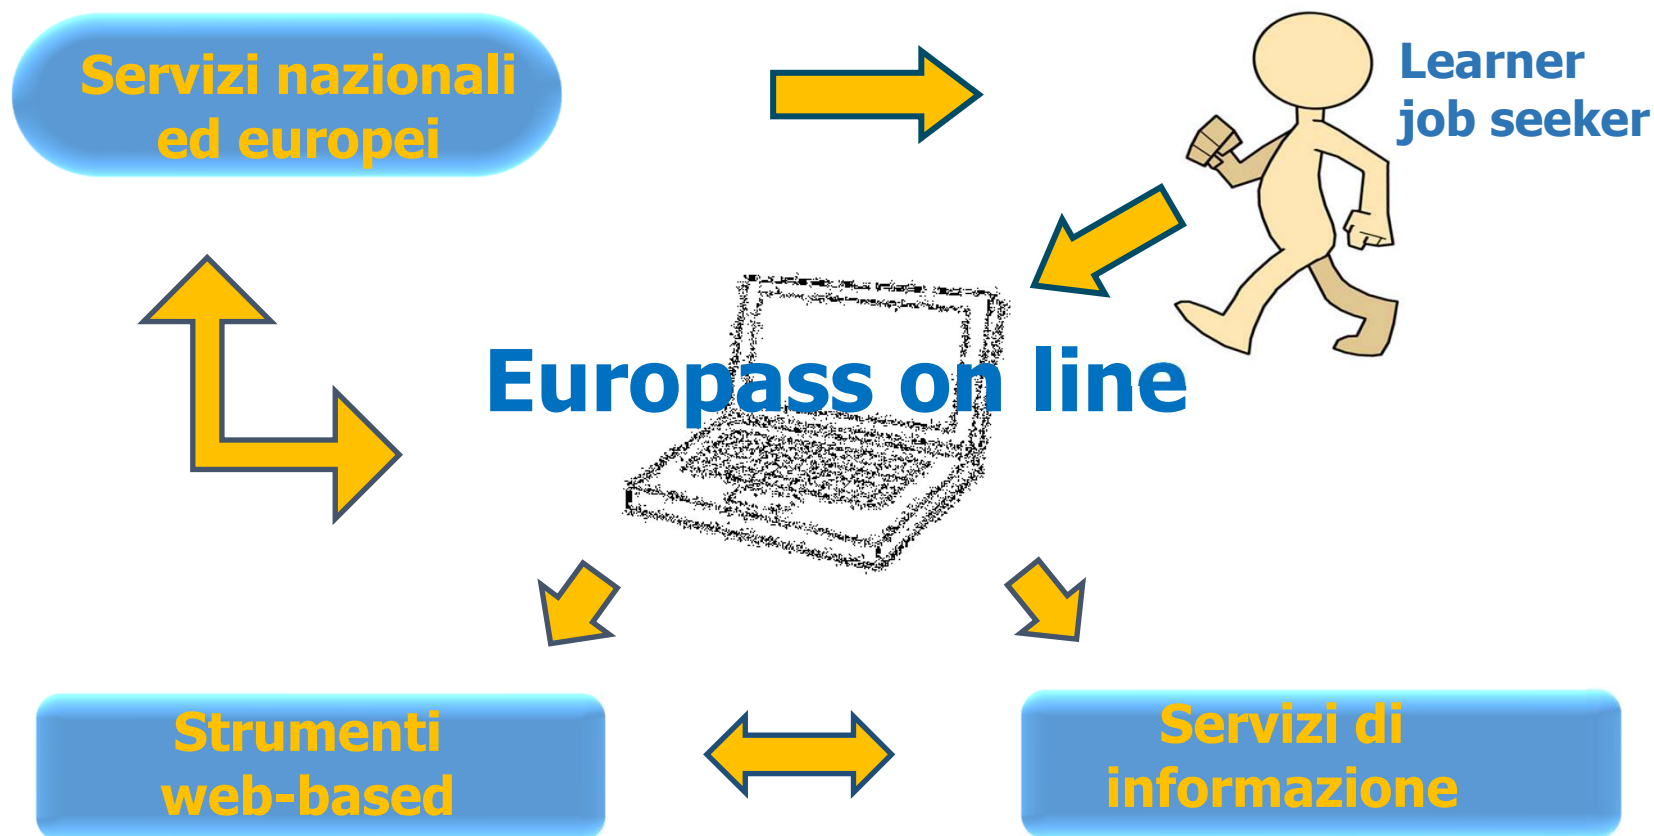 Servizi nazionali
ed europei
Learner
job seeker
Europass on line
Strumenti
web-based
Servizi di
informazione